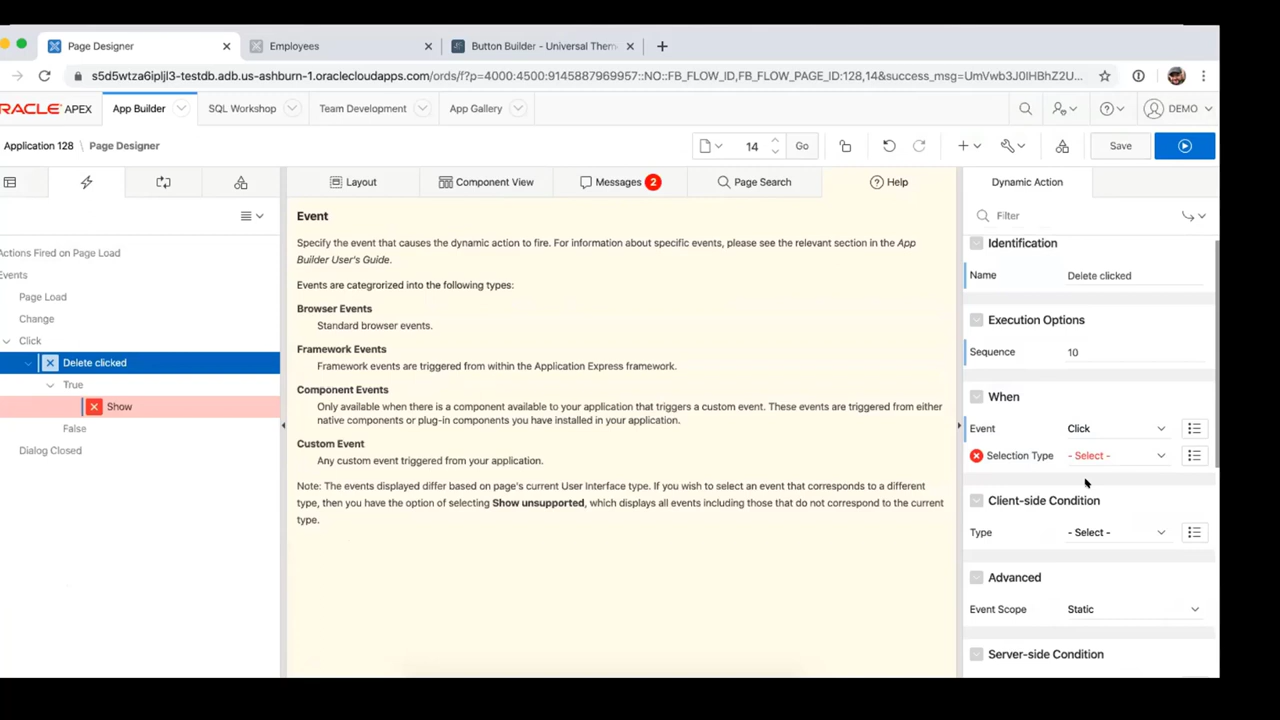 Page Designer
Employees
Button Builder - Universal Them
s5d5wtza6ipljl3-testdb.adb.us-ashburn-1.oraclecloudapps.com/ords/f?p=4000:4500:9145887969957::NO::FB_FLOW_ID,FB_FLOW_PAGE_ID:128,14&success_msg=UmVwb3J0IHBhZ2U...
RACLE APEX
App Builder
SQL Workshop
Team Development
App Gallery
DEMO
Application 128
Page Designer
14
Go
Save
Layout
Component View
Messages 2
Page Search
Help
Dynamic Action
Filter
Actions Fired on Page Load
Events
Page Load
Change
Click
Delete clicked
True
Show
False
Dialog Closed
Event
Specify the event that causes the dynamic action to fire. For information about specific events, please see the relevant section in the App
Builder User's Guide.
Events are categrorized into the following types:
Browser Events
Standard browser events.
Framework Events
Framework events are triggered from within the Application Express framework.
Component Events
Only available when there is a component available to your application that triggers a custom event. These events are triggered from either
native components or plug-in components you have installed in your application.
Custom Event
Any custom event triggered from your application.
Note: The events displayed differ based on page's current User Interface type. If you wish to select an event that corresponds to a different
type, then you have the option of selecting Show unsupported, which displays all events including those that do not correspond to the current
type.
Identification
Name Delete clicked
Execution Options
Sequence 10
When
Event Click
Selection Type - Select -
Client-side Condition
Type - Select -
Advanced
Event Scope Static
Server-side Condition